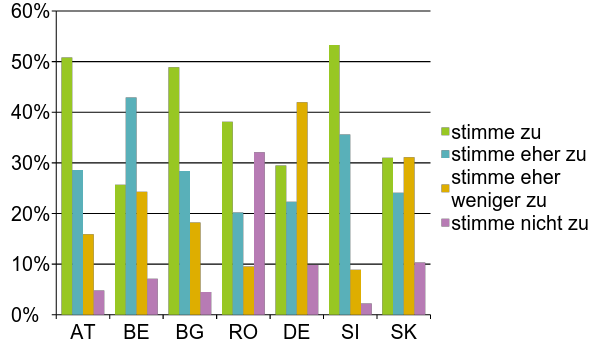 60%
50%
40%
30%
20%
10%
0%
AT BE BG RO DE SI SK
stimme zu
stimme eher zu
stimme eher
weniger zu
stimme nicht zu